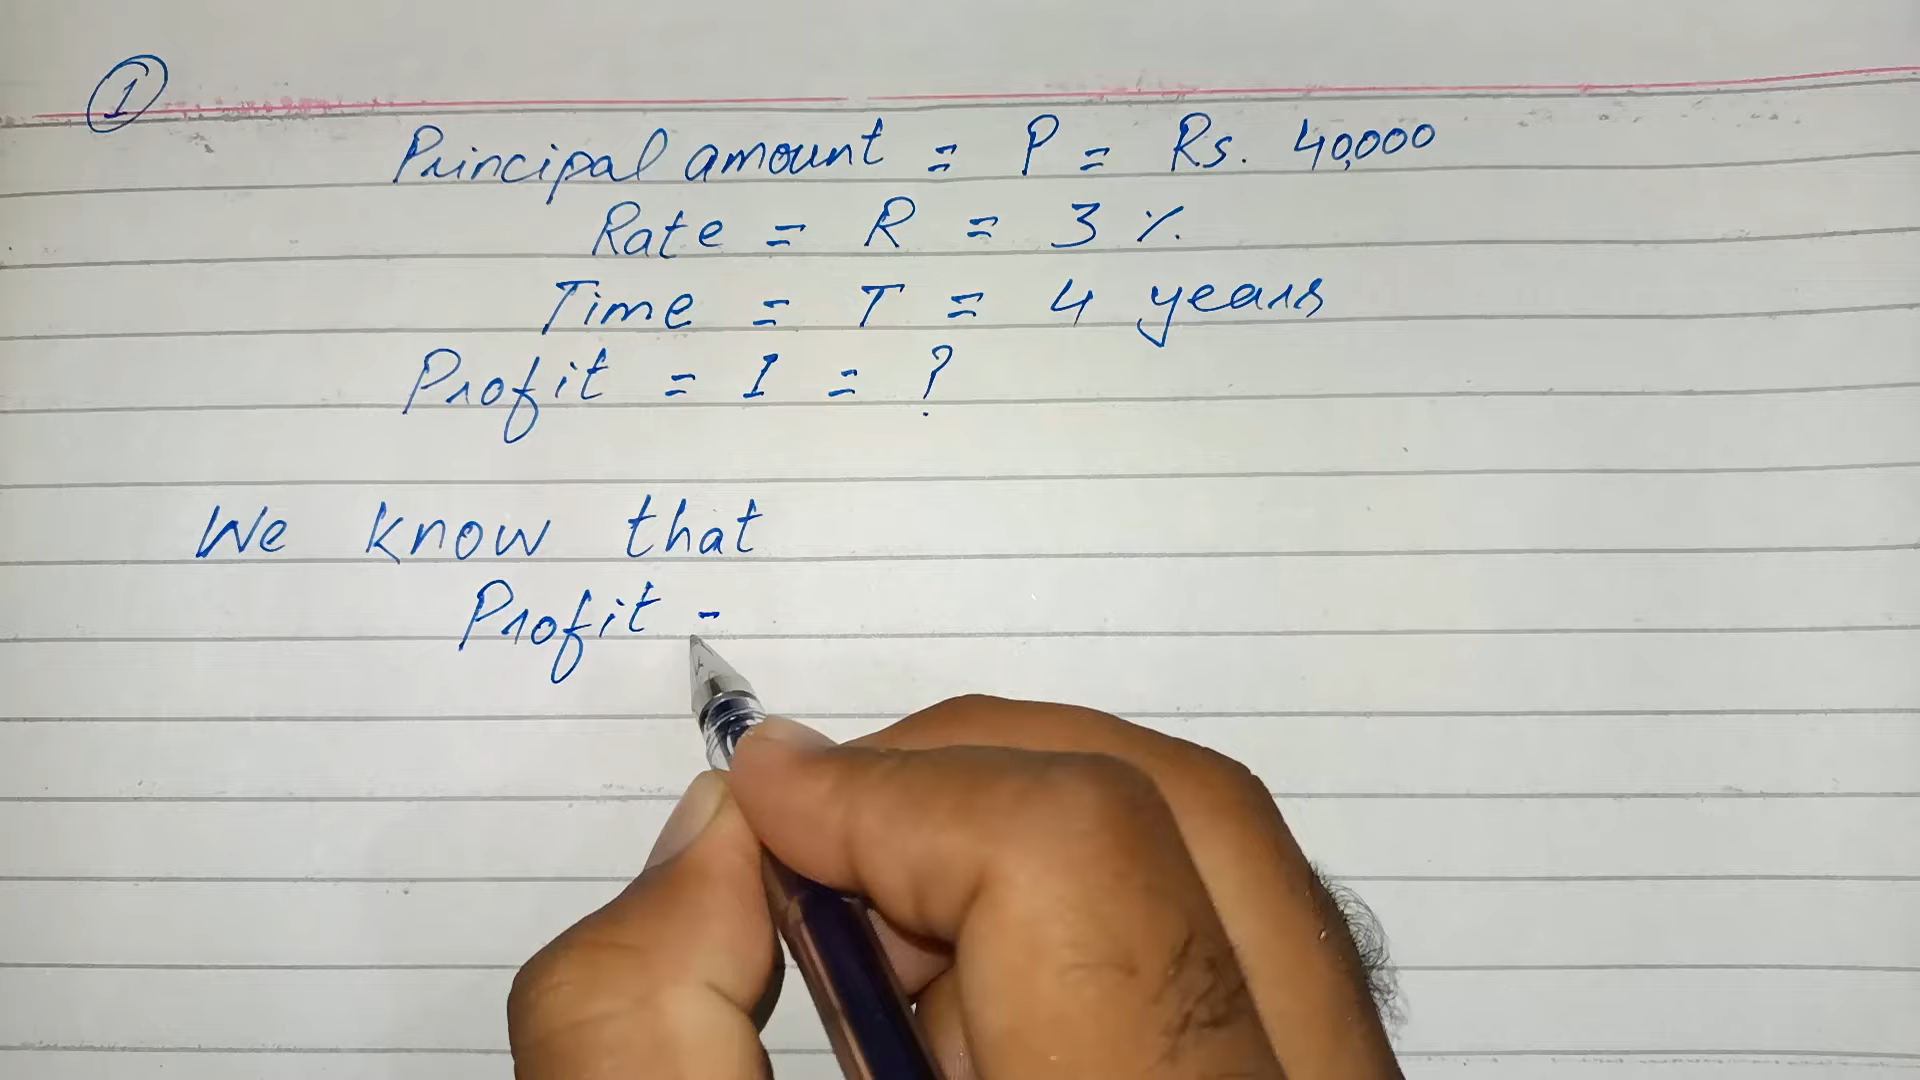 1
Principal amount = P = Rs. 40,000
Rate = R = 3 %
Time = T = 4 years
Profit = I = ?
We know that
Profit -